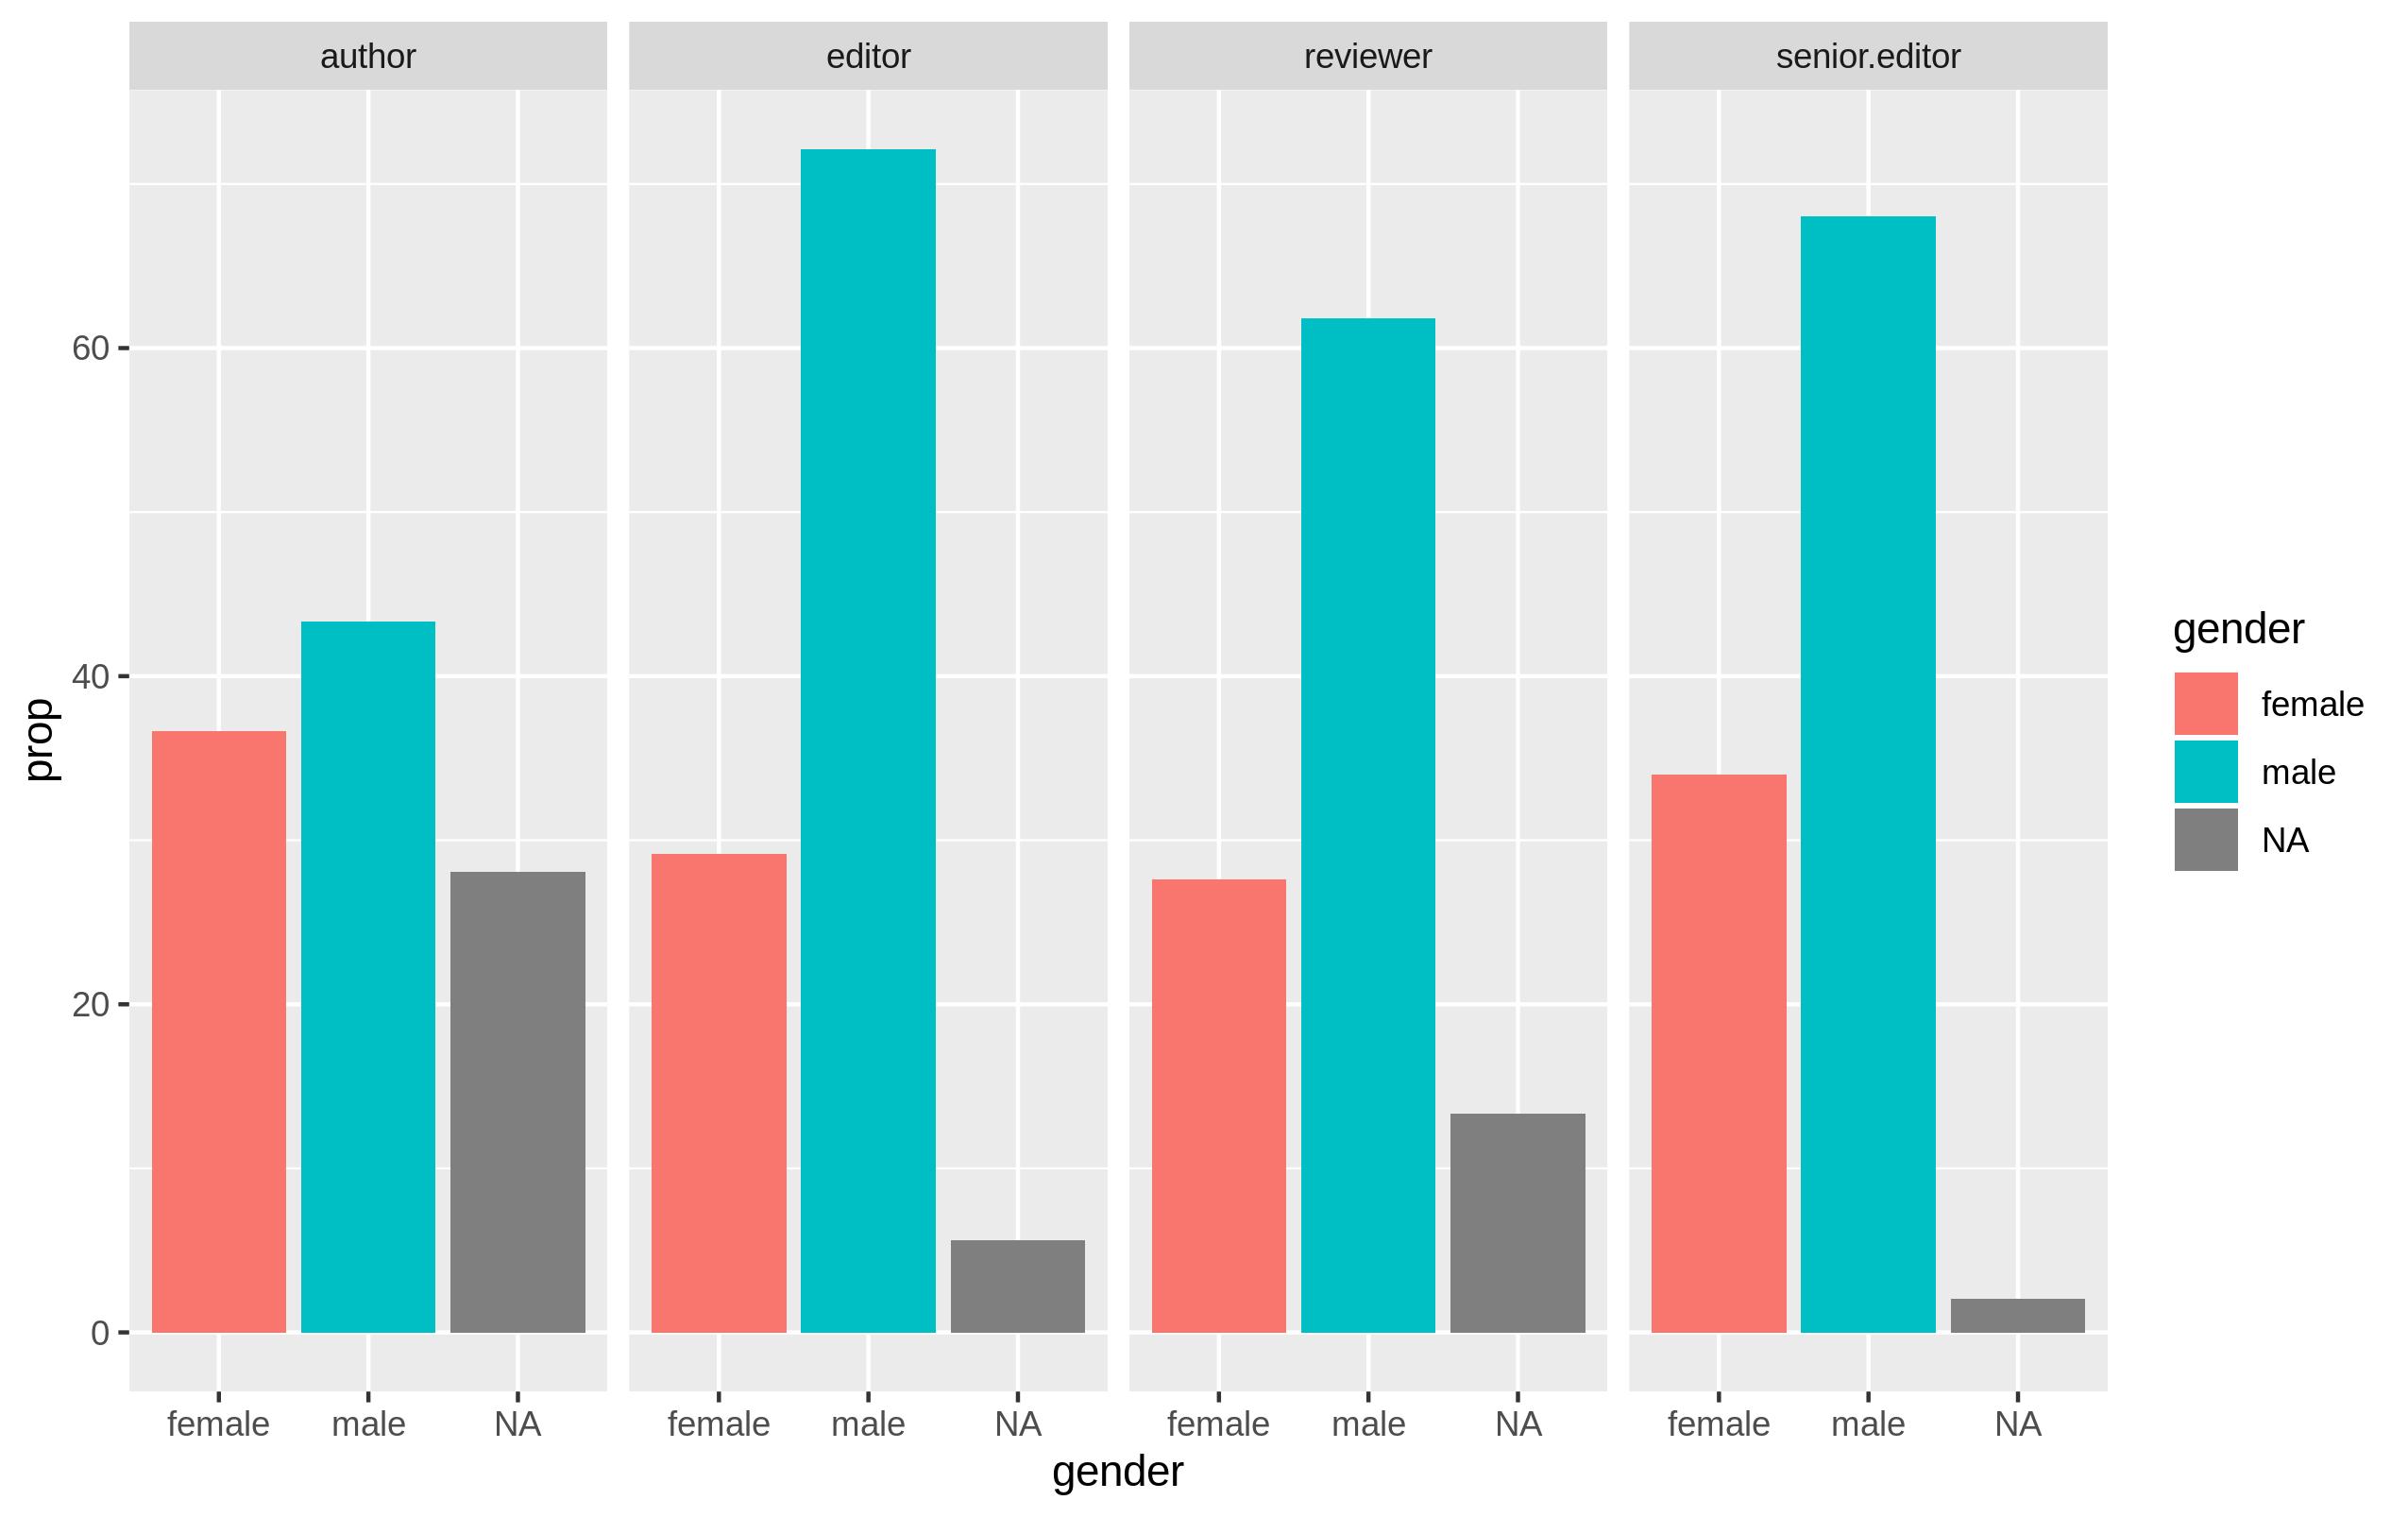 author
editor
reviewer
senior.editor
60
40
20
0
prop
female male NA
female male NA
female male NA
female male NA
gender
gender
female
male
NA